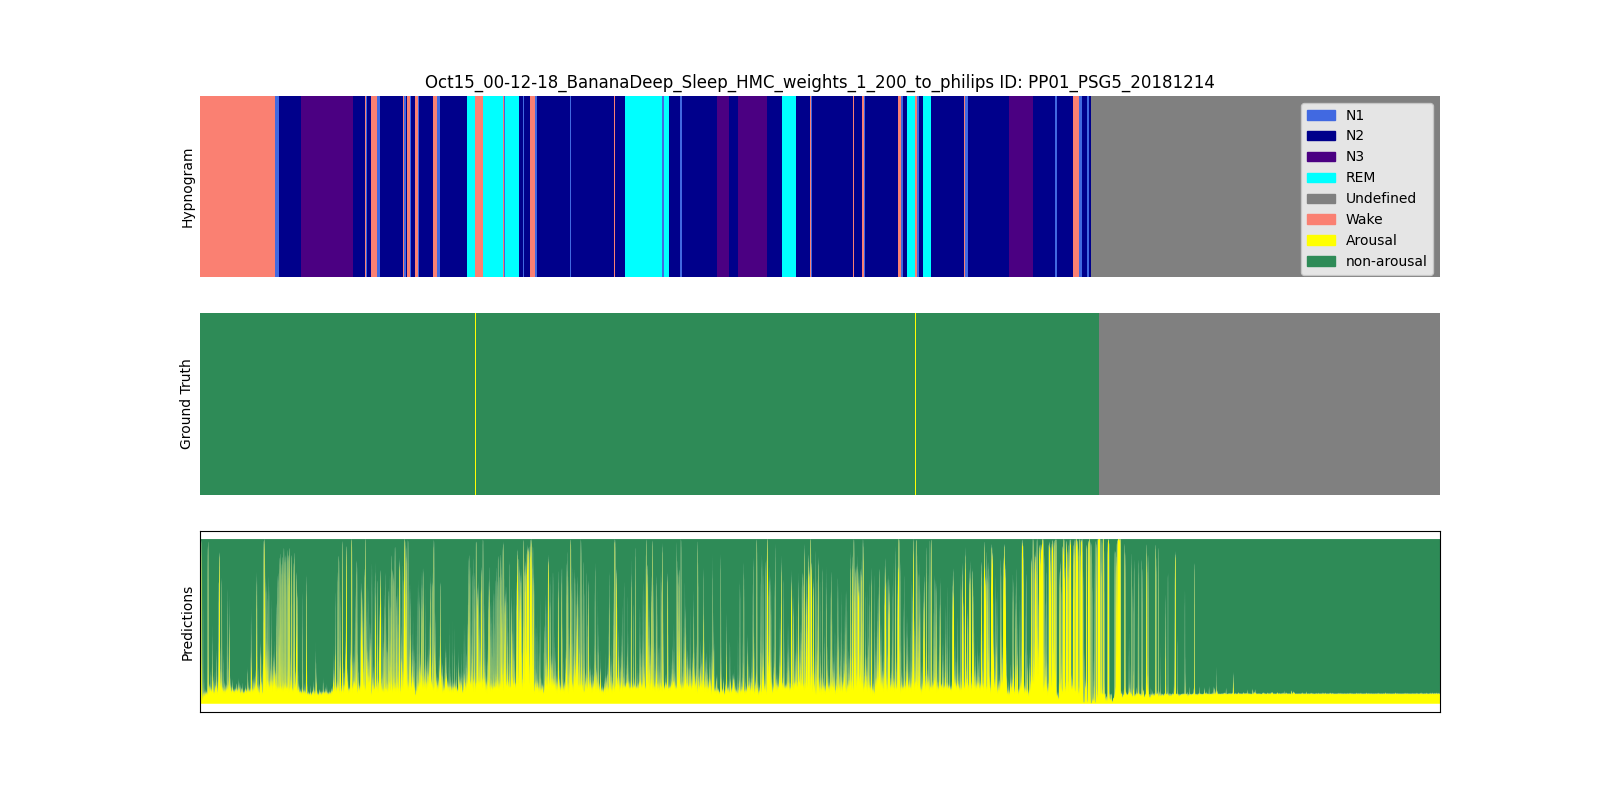 Oct15_00-12-18_BananaDeep_Sleep_HMC_weights_1_200_to_philips ID: PP01_PSG5_20181214
Hypnogram
N1
N2
N3
REM
Undefined
Wake
Arousal
non-arousal
Ground Truth
Predictions